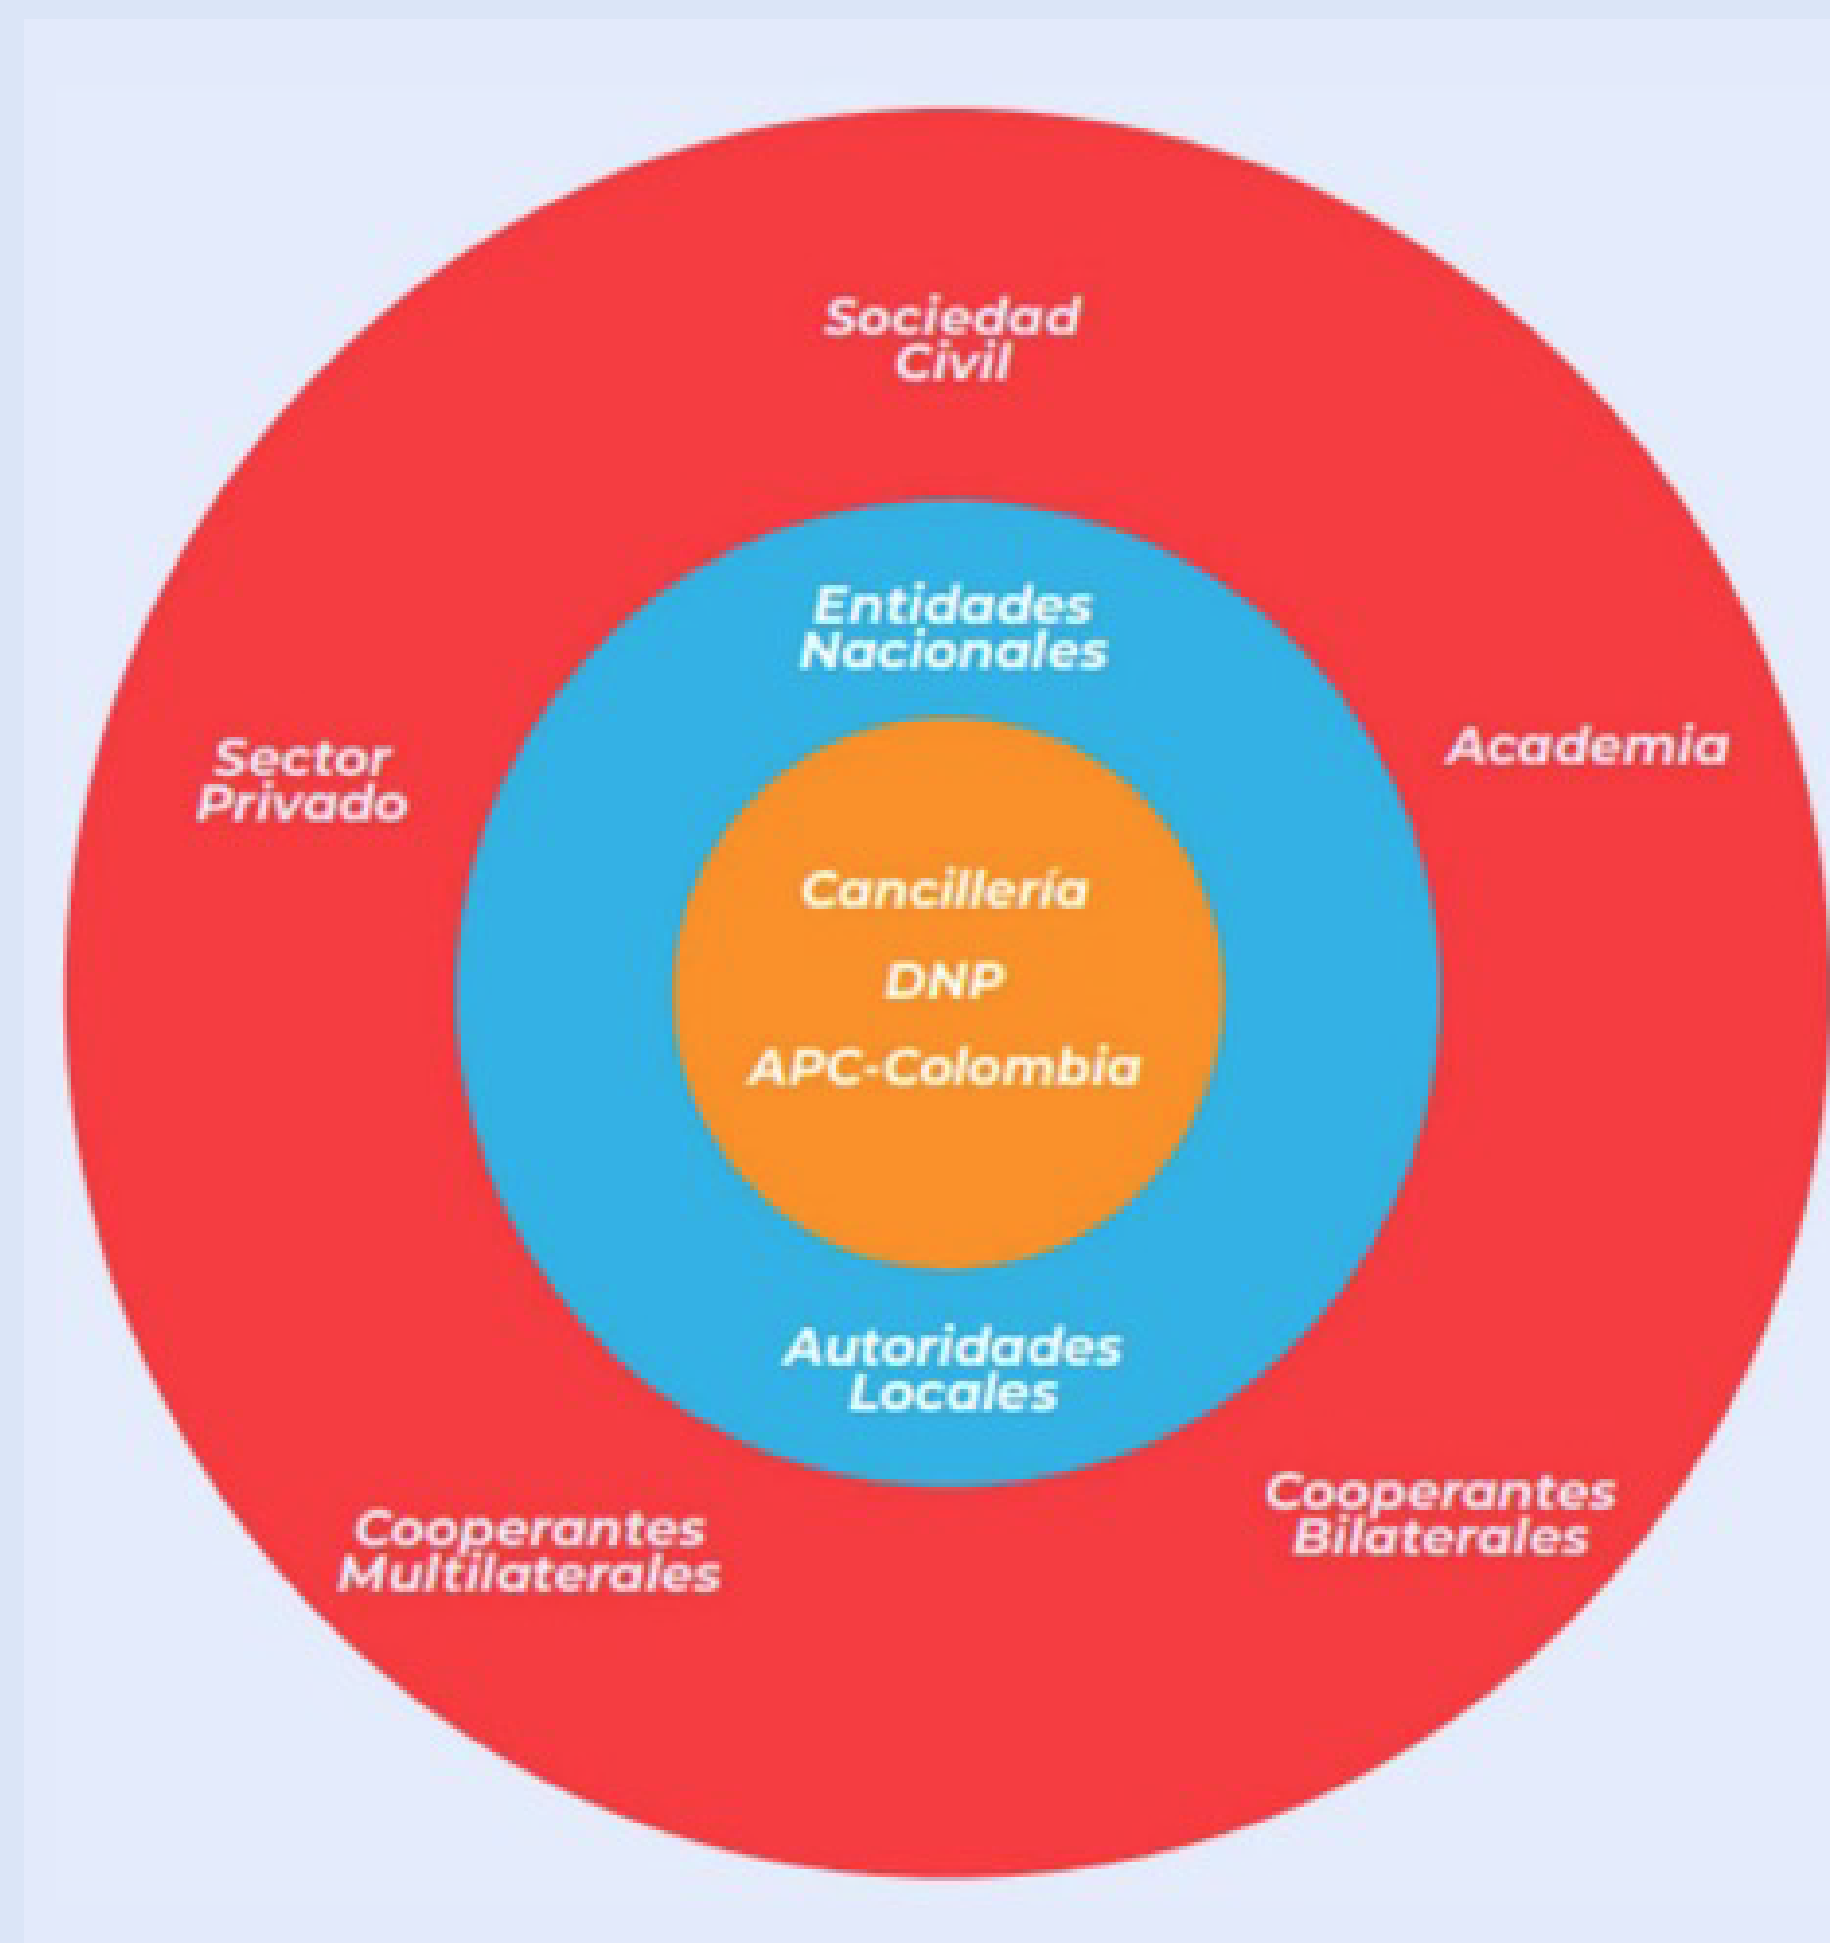 Sociedad
Civil
Entidades
Nacionales
Sector
Privado
Academia
Cancillería
DNP
APC-Colombia
Autoridades
Locales
Cooperantes
Multilaterales
Cooperantes
Bilaterales